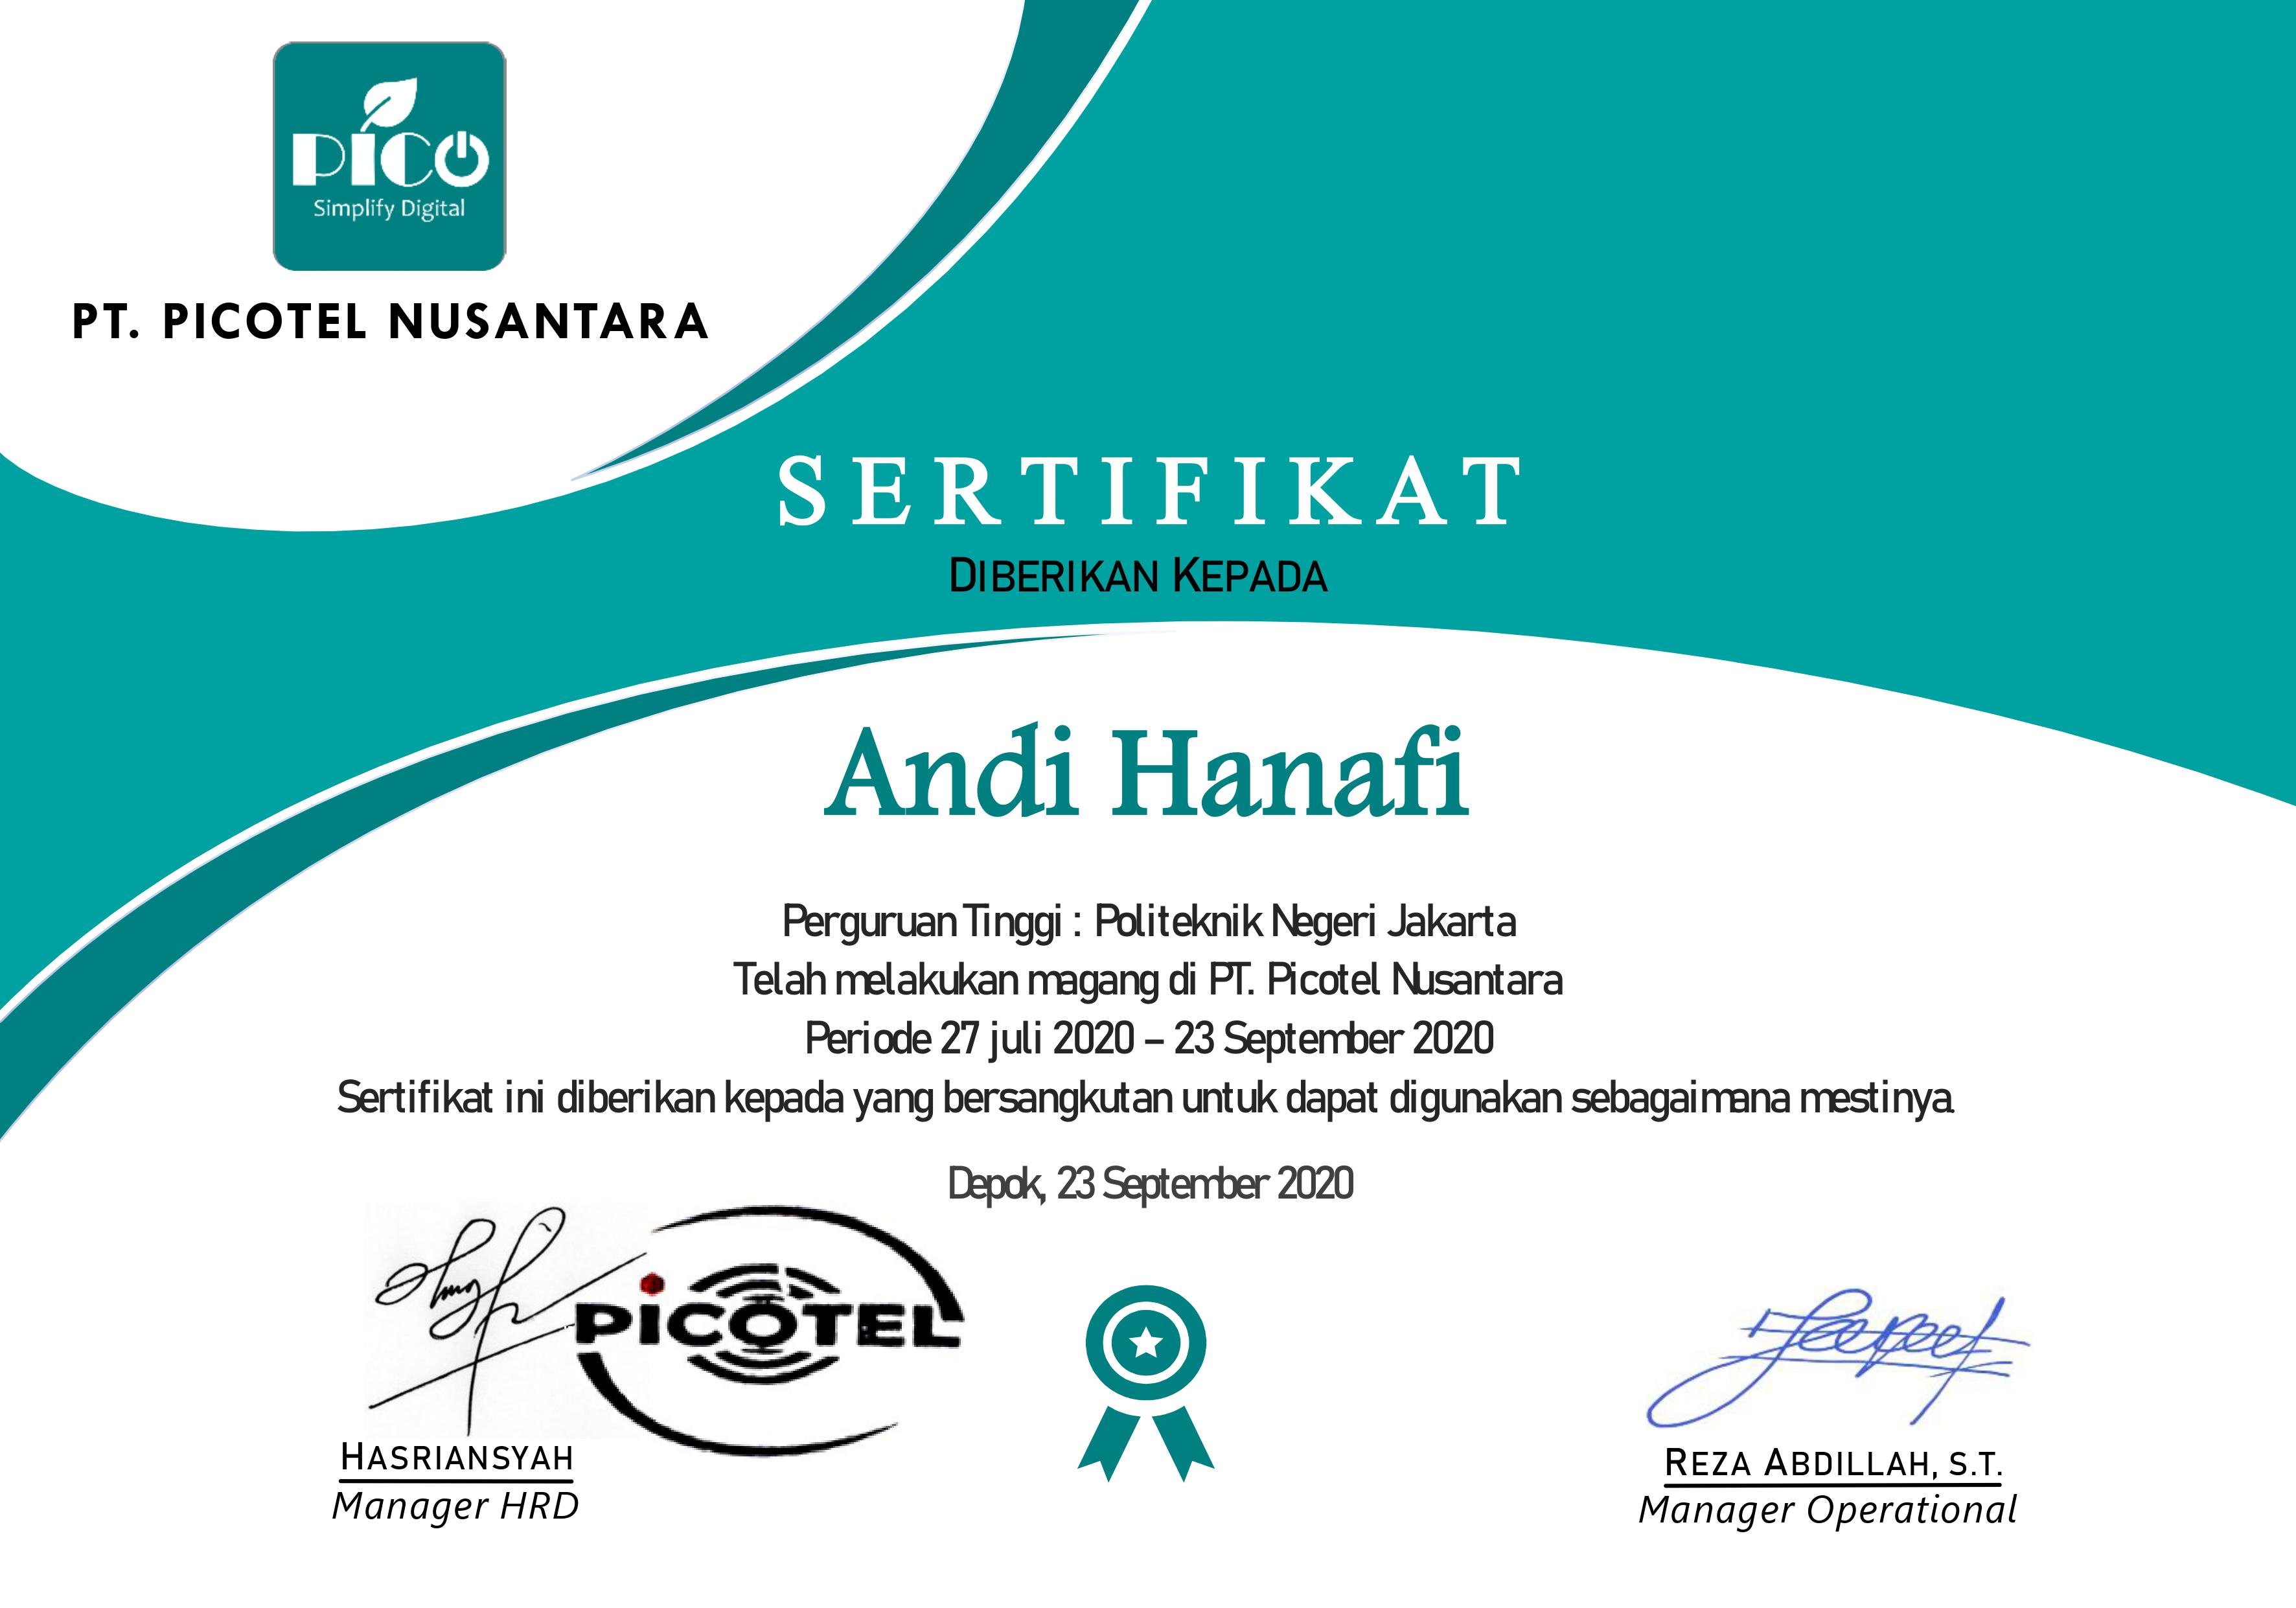 PICO
Simplify Digital
PT. PICOTEL NUSANTARA
SERTIFIKAT
DIBERIKAN KEPADA
Andi Hanafi
Perguruan Tinggi : Politeknik Negeri Jakarta
Telah melakukan magang di PT. Picotel Nusantara
Periode 27 juli 2020 – 23 September 2020
Sertifikat ini diberikan kepada yang bersangkutan untuk dapat digunakan sebagaimana mestinya.
Depok, 23 September 2020
PICOTEL
HASRIANSYAH
Manager HRD
REZA ABDILLAH, S.T.
Manager Operational